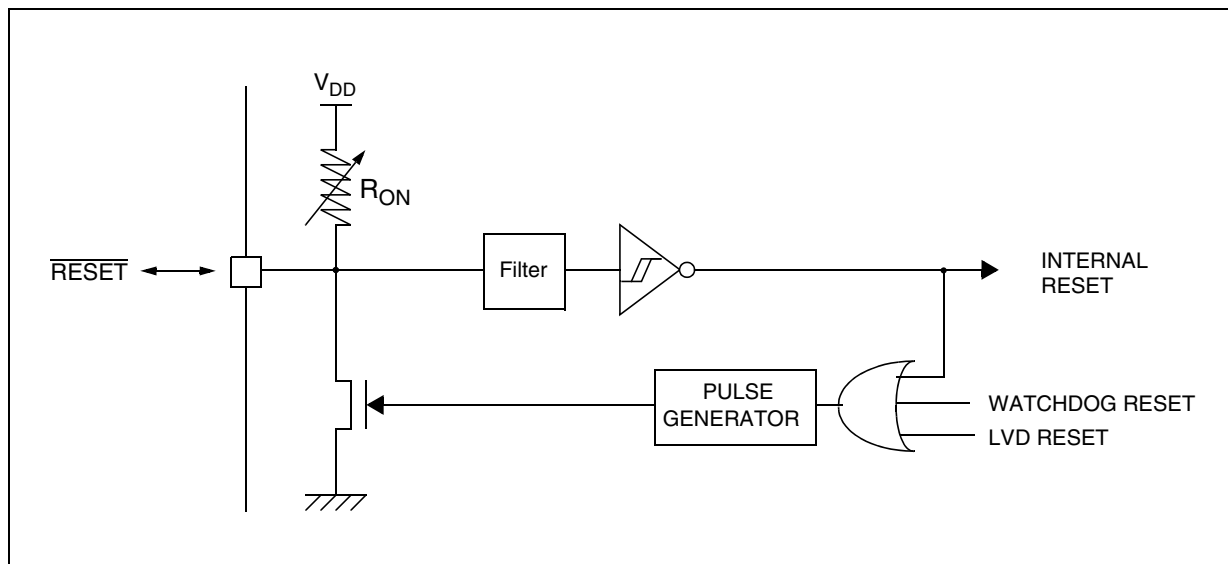 VDD
RON
RESET
Filter
INTERNAL
RESET
PULSE
GENERATOR
WATCHDOG RESET
LVD RESET